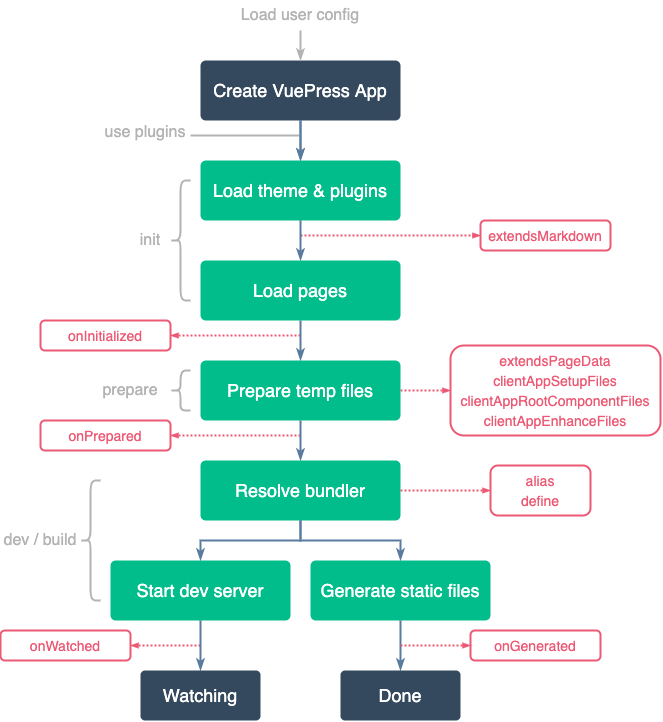 Load user config
Create VuePress App
use plugins
Load theme & plugins
init
extendsMarkdown
Load pages
onInitialized
prepare
Prepare temp files
extendsPageData
clientAppSetupFiles
clientAppRootComponentFiles
clientAppEnhanceFiles
onPrepared
Resolve bundler
alias
define
dev / build
Start dev server
Generate static files
onWatched
onGenerated
Watching
Done